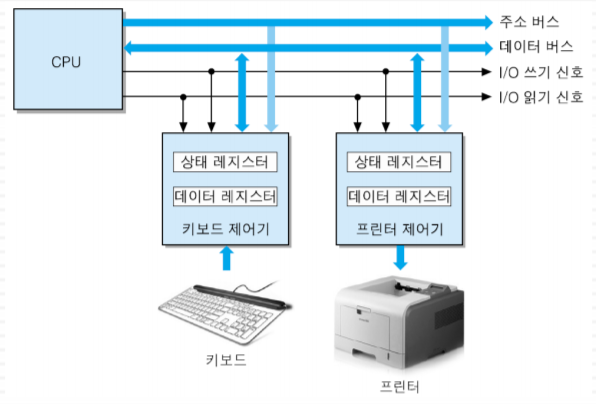 CPU
주소 버스
데이터 버스
I/O 쓰기 신호
I/O 읽기 신호
상태 레지스터
데이터 레지스터
키보드 제어기
상태 레지스터
데이터 레지스터
프린터 제어기
키보드
프린터